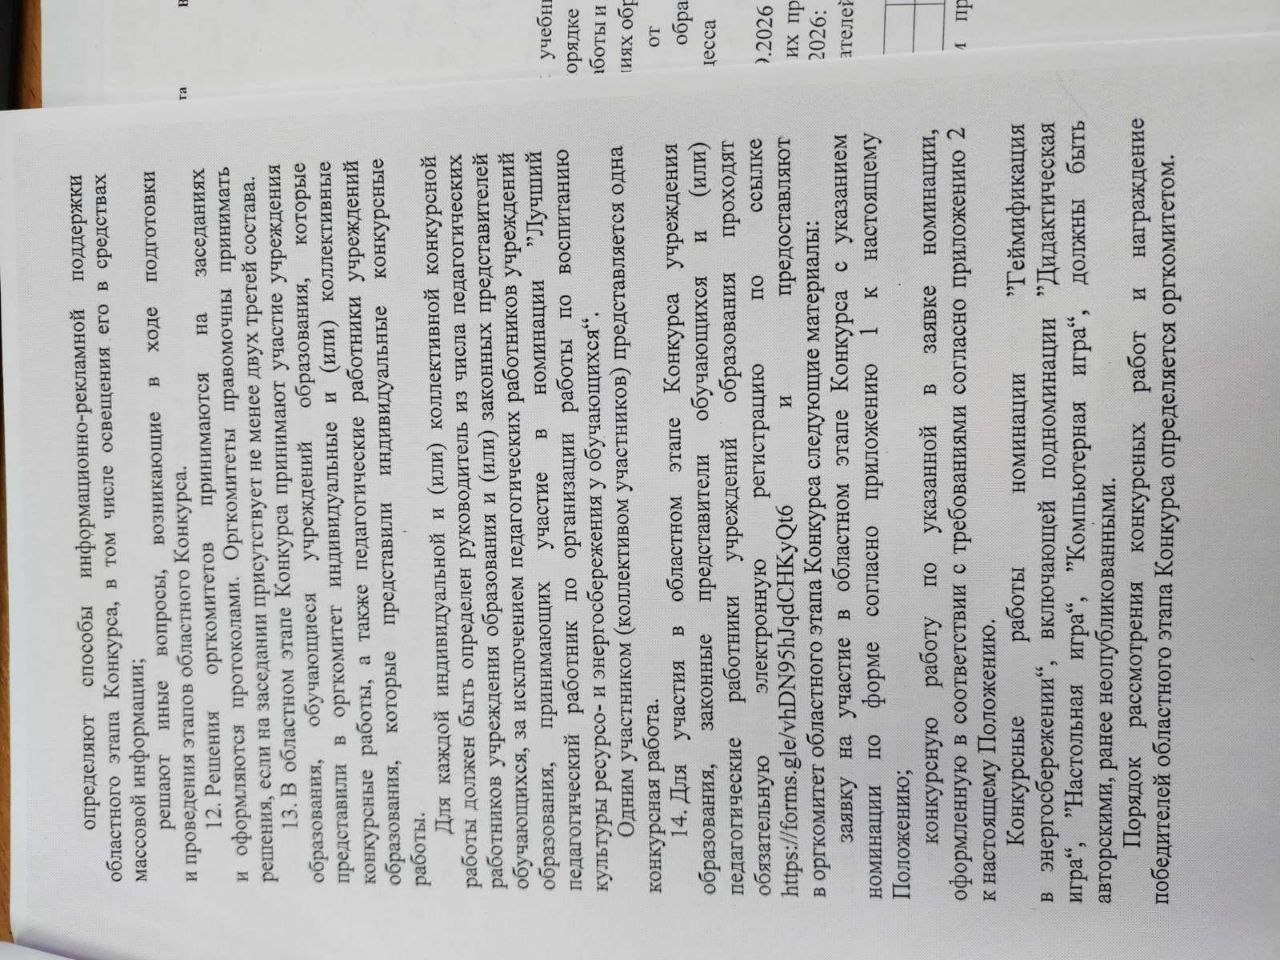 определяют способы информационно-рекламной поддержки
областного этапа Конкурса, в том числе освещения его в средствах
массовой информации;
решают иные вопросы, возникающие в ходе подготовки
и проведения этапов областного Конкурса.
12. Решения оргкомитетов принимаются на заседаниях
и оформляются протоколами. Оргкомитеты правомочны принимать
решения, если на заседании присутствует не менее двух третей состава.
13. В областном этапе Конкурса принимают участие учреждения
образования, обучающиеся учреждений образования, которые
представили в оргкомитет индивидуальные и (или) коллективные
конкурсные работы, а также педагогические работники учреждений
образования, которые представили индивидуальные конкурсные
работы.
Для каждой индивидуальной и (или) коллективной конкурсной
работы должен быть определен руководитель из числа педагогических
работников учреждения образования и (или) законных представителей
обучающихся, за исключением педагогических работников учреждений
образования, принимающих участие в номинации ”Лучший
педагогический работник по организации работы по воспитанию
культуры ресурсо- и энергосбережения у обучающихся“.
Одним участником (коллективом участников) представляется одна
конкурсная работа.
14. Для участия в областном этапе Конкурса учреждения
образования, законные представители обучающихся и (или)
педагогические работники учреждений образования проходят
обязательную электронную регистрацию по ссылке
https://forms.gle/vhDN95hJqdCHKyQt6 и предоставляют
в оргкомитет областного этапа Конкурса следующие материалы:
заявку на участие в областном этапе Конкурса с указанием
номинации по форме согласно приложению 1 к настоящему
Положению;
конкурсную работу по указанной в заявке номинации,
оформленную в соответствии с требованиями согласно приложению 2
к настоящему Положению.
Конкурсные работы номинации ”Геймификация
в энергосбережении“, включающей подноминации ”Дидактическая
игра“, ”Настольная игра“, ”Компьютерная игра“, должны быть
авторскими, ранее неопубликованными.
Порядок рассмотрения конкурсных работ и награждение
победителей областного этапа Конкурса определяется оргкомитетом.